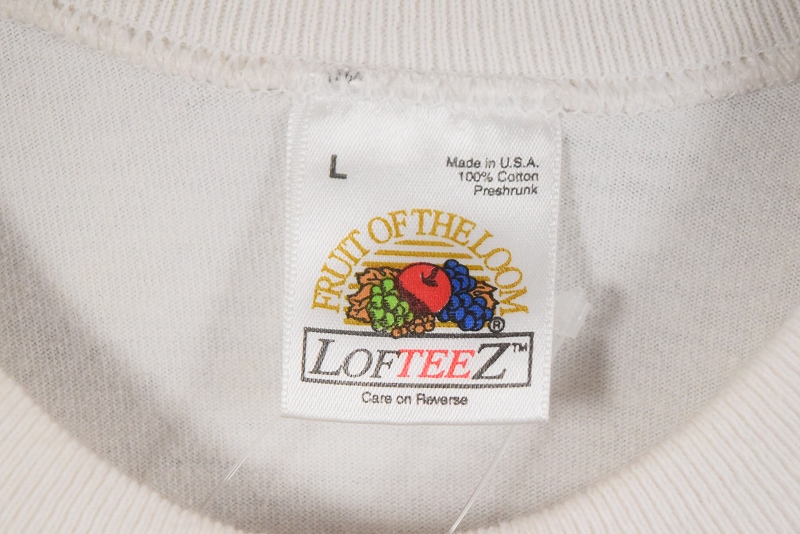 L
Made in U.S.A.
100% Cotton
Preshrunk
FRUIT OF THE LOOM
®
LOFTEEZ™
Care on Reverse